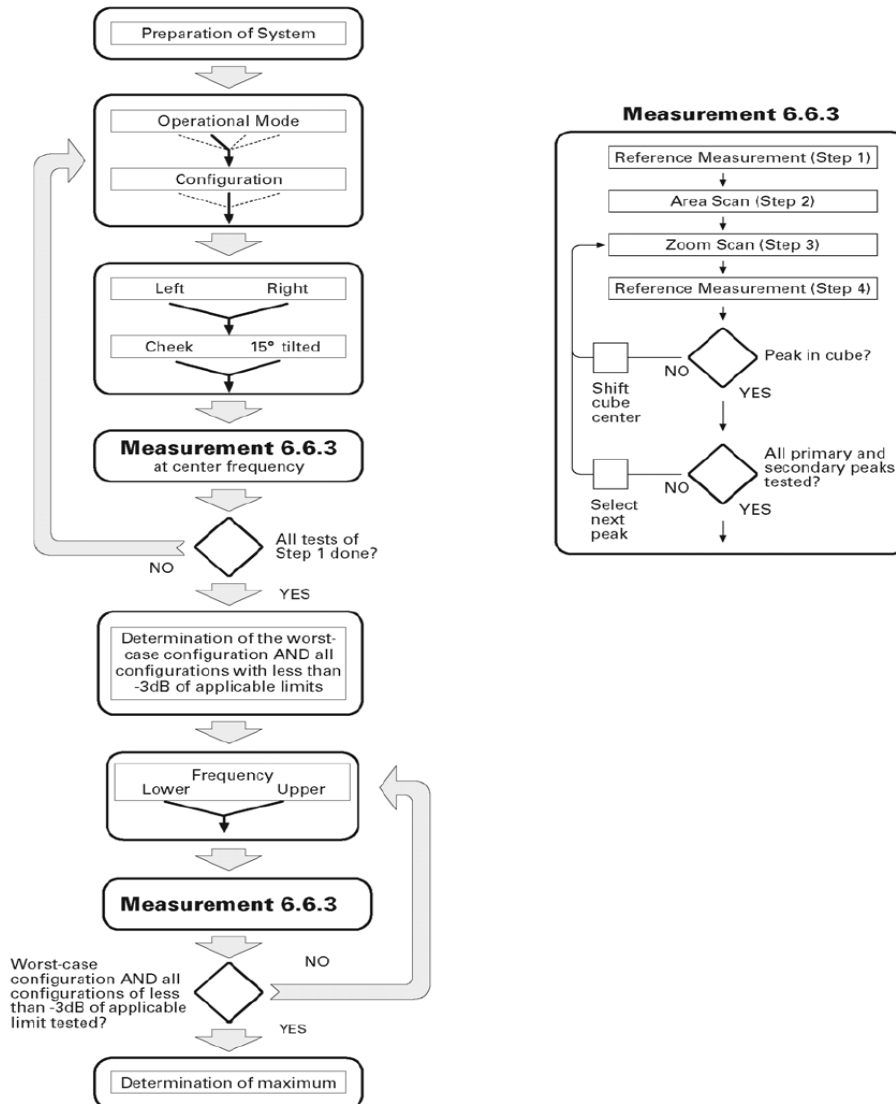 Preparation of System
Operational Mode
Configuration
Left Right
Cheek 15° tilted
Measurement 6.6.3
at center frequency
All tests of
Step 1 done?
NO
YES
Determination of the worst-
case configuration AND all
configurations with less than
-3dB of applicable limits
Frequency
Lower Upper
Measurement 6.6.3
Worst-case
configuration AND all
configurations of less
than -3dB of applicable
limit tested?
NO
YES
Determination of maximum
Measurement 6.6.3
Reference Measurement (Step 1)
Area Scan (Step 2)
Zoom Scan (Step 3)
Reference Measurement (Step 4)
Peak in cube?
NO
YES
Shift
cube
center
All primary and
secondary peaks
tested?
NO
YES
Select
next
peak